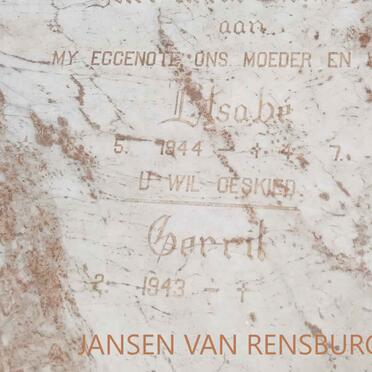 aan
MY EGGENOTE ONS MOEDER EN
Elsabe
5. 1944 - † 4. 7.
U WIL GESKIED
Gerrit
2. 1943 - †
JANSEN VAN RENSBURG